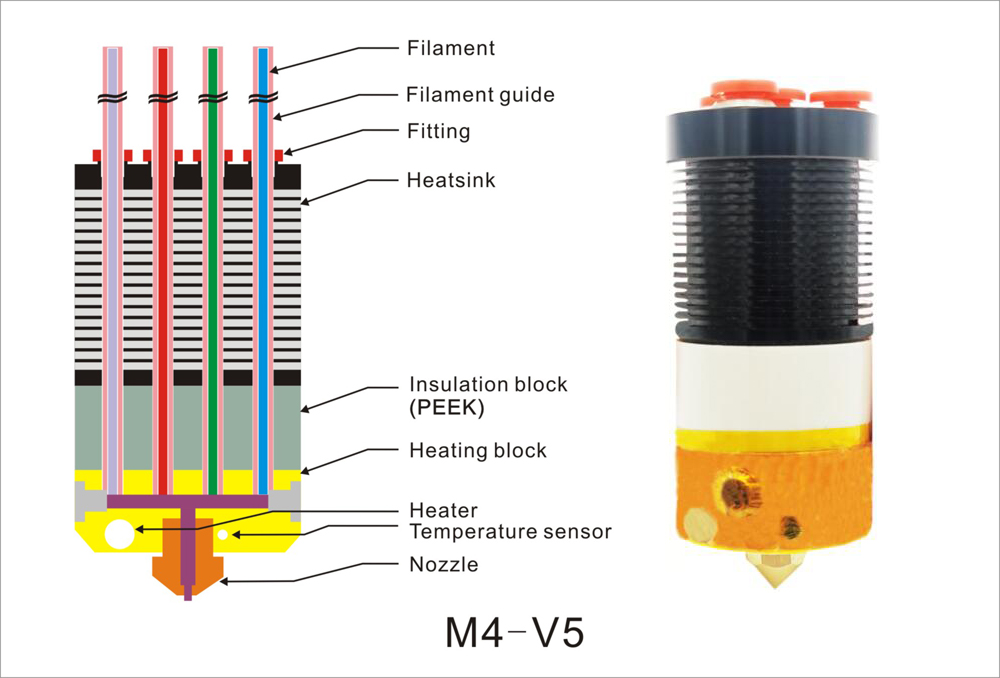 Filament
Filament guide
Fitting
Heatsink
Insulation block
(PEEK)
Heating block
Heater
Temperature sensor
Nozzle
M4-V5